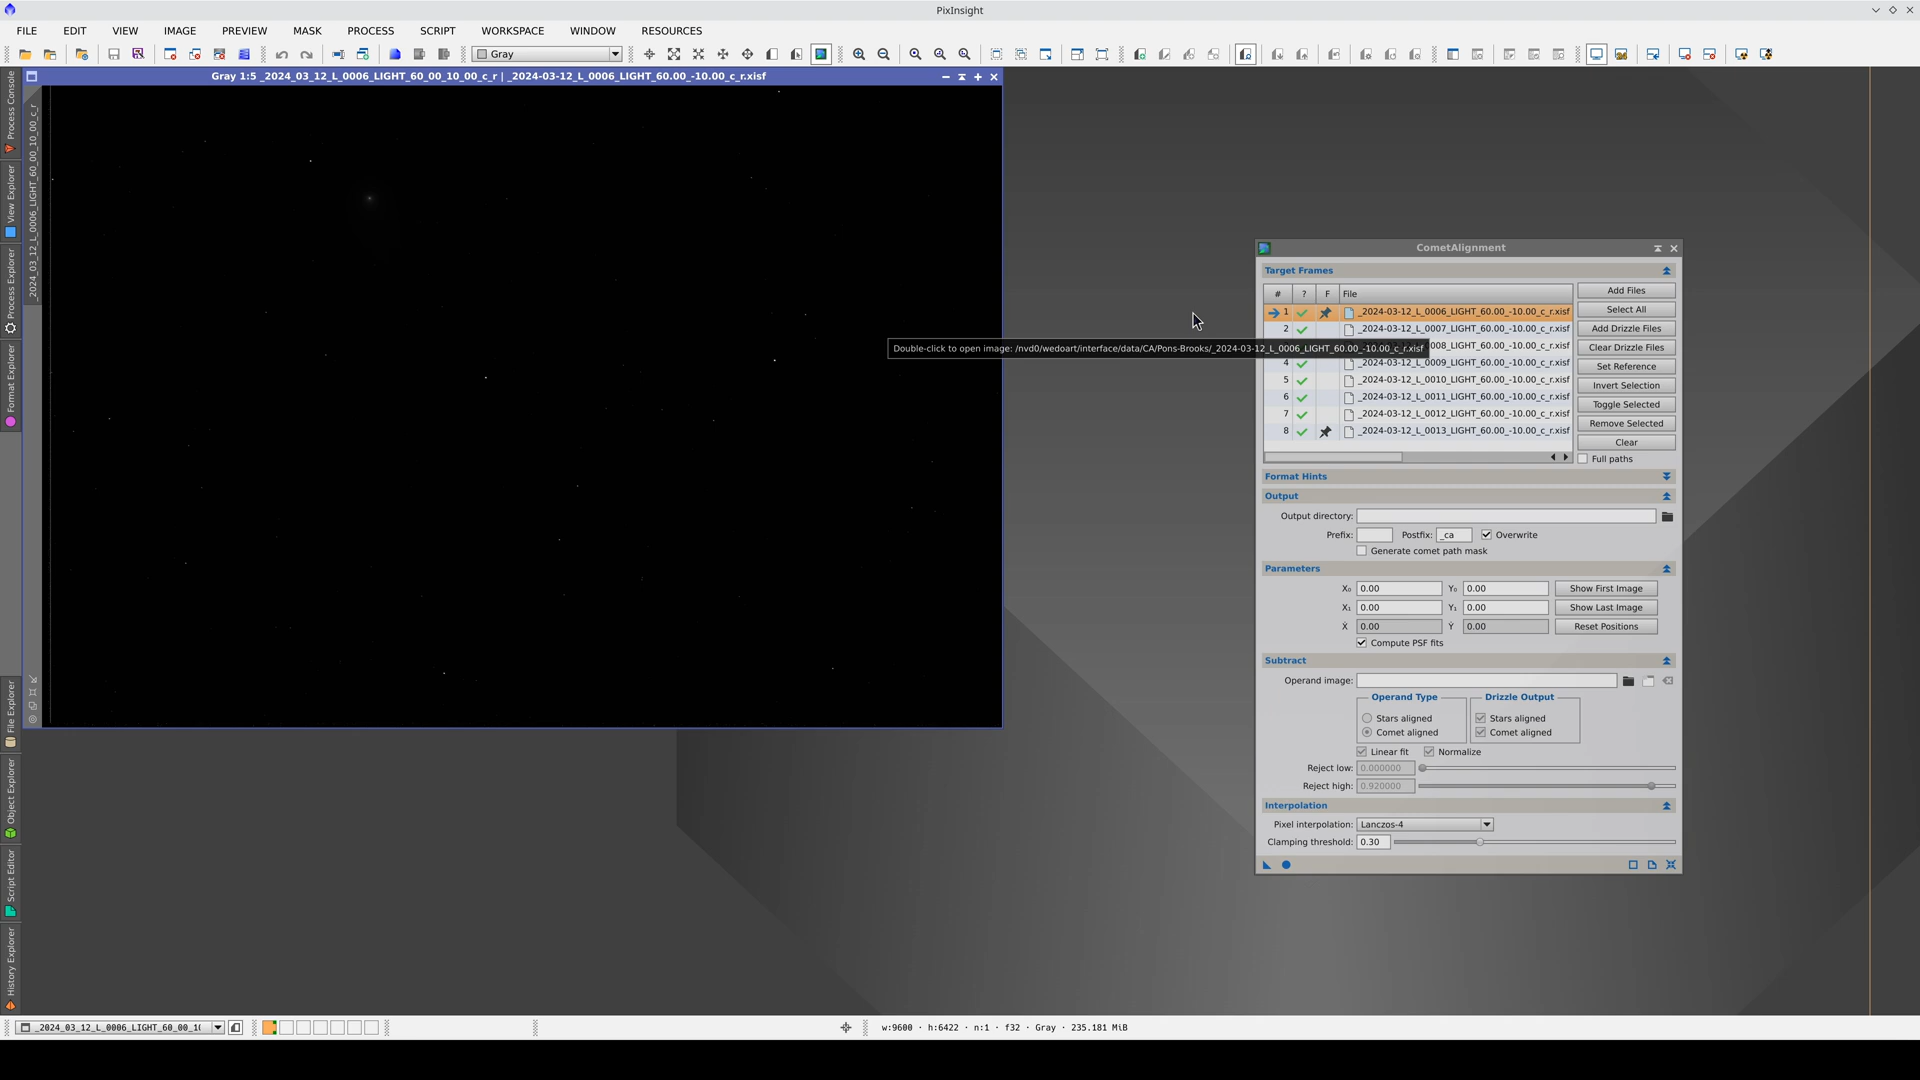 PixInsight
FILE EDIT VIEW IMAGE PREVIEW MASK PROCESS SCRIPT WORKSPACE WINDOW RESOURCES
Gray
Gray 1:5 _2024_03_12_L_0006_LIGHT_60_00_10_00_c_r | _2024-03-12_L_0006_LIGHT_60.00_-10.00_c_r.xisf
_2024_03_12_L_0006_LIGHT_60_00_10_00_c_r
Process Console
View Explorer
Process Explorer
Format Explorer
File Explorer
Object Explorer
Script Editor
History Explorer
CometAlignment
Target Frames
# ? F File
1 _2024-03-12_L_0006_LIGHT_60.00_-10.00_c_r.xisf
2 _2024-03-12_L_0007_LIGHT_60.00_-10.00_c_r.xisf
008_LIGHT_60.00_-10.00_c_r.xisf
Double-click to open image: /nvd0/wedoart/interface/data/CA/Pons-Brooks/_2024-03-12_L_0006_LIGHT_60.00_-10.00_c_r.xisf
4 _2024-03-12_L_0009_LIGHT_60.00_-10.00_c_r.xisf
5 _2024-03-12_L_0010_LIGHT_60.00_-10.00_c_r.xisf
6 _2024-03-12_L_0011_LIGHT_60.00_-10.00_c_r.xisf
7 _2024-03-12_L_0012_LIGHT_60.00_-10.00_c_r.xisf
8 _2024-03-12_L_0013_LIGHT_60.00_-10.00_c_r.xisf
Add Files
Select All
Add Drizzle Files
Clear Drizzle Files
Set Reference
Invert Selection
Toggle Selected
Remove Selected
Clear
Full paths
Format Hints
Output
Output directory:
Prefix: Postfix: _ca Overwrite
Generate comet path mask
Parameters
X₀ 0.00 Y₀ 0.00 Show First Image
X₁ 0.00 Y₁ 0.00 Show Last Image
Ẋ 0.00 Ẏ 0.00 Reset Positions
Compute PSF fits
Subtract
Operand image:
Operand Type Drizzle Output
Stars aligned Stars aligned
Comet aligned Comet aligned
Linear fit Normalize
Reject low: 0.000000
Reject high: 0.920000
Interpolation
Pixel interpolation: Lanczos-4
Clamping threshold: 0.30
_2024_03_12_L_0006_LIGHT_60_00_1(
w:9600 · h:6422 · n:1 · f32 · Gray · 235.181 MiB